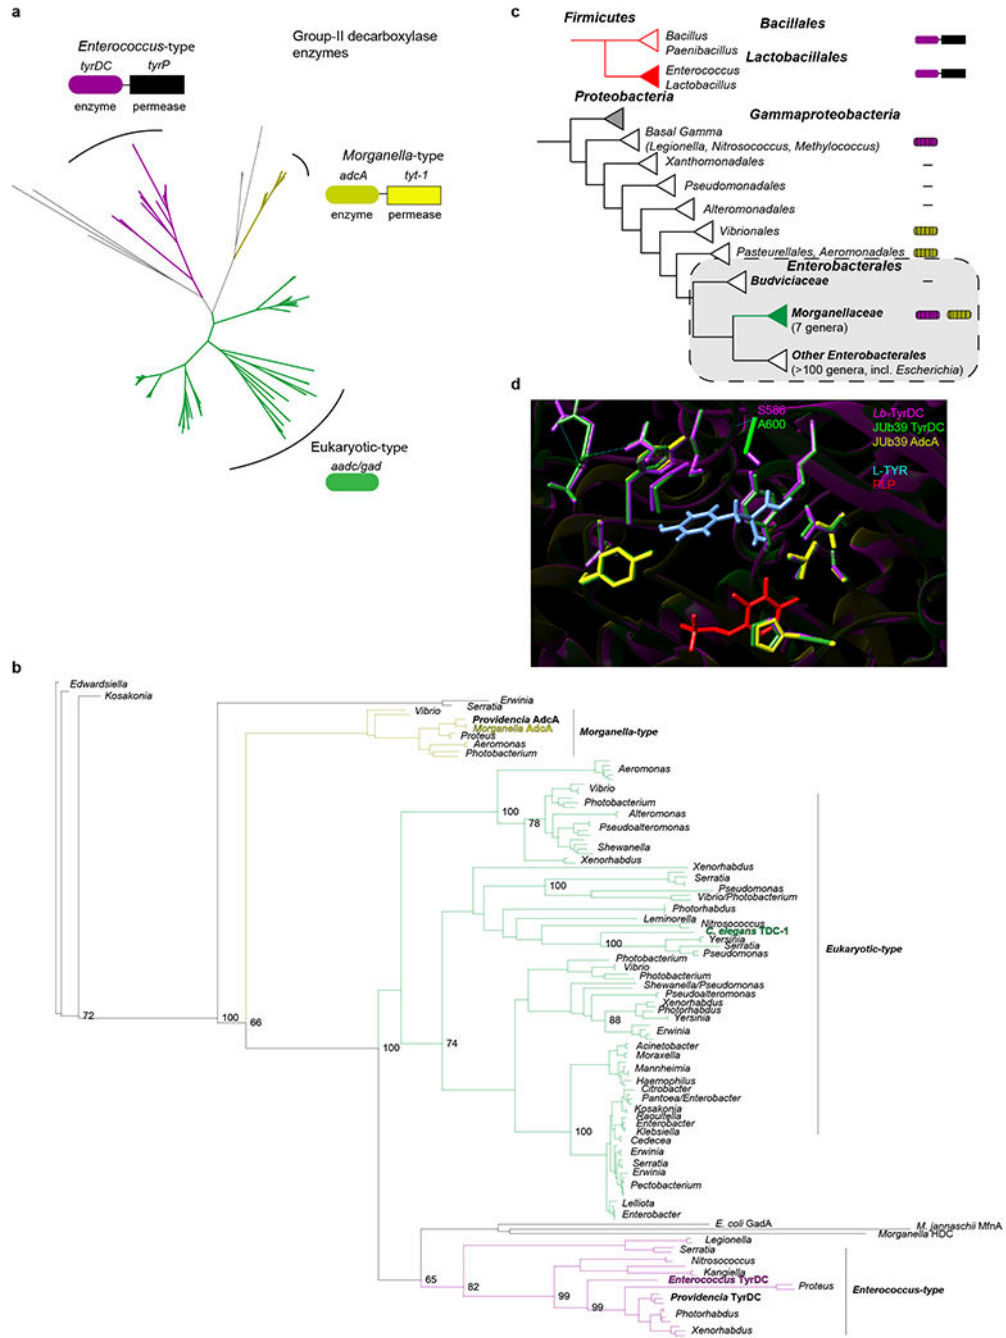 a
Group-II decarboxylase
enzymes
Enterococcus-type
tyrDC tyrP
enzyme permease
Morganella-type
adcA tyt-1
enzyme permease
Eukaryotic-type
aadc/gad
c
Firmicutes
Bacillales
Bacillus
Paenibacillus
Lactobacillales
Enterococcus
Lactobacillus
Proteobacteria
Gammaproteobacteria
Basal Gamma
(Legionella, Nitrosococcus, Methylococcus)
Xanthomonadales
Pseudomonadales
Alteromonadales
Vibrionales
Pasteurellales, Aeromonadales
Enterobacterales
Budviciaceae
Morganellaceae
(7 genera)
Other Enterobacterales
(>100 genera, incl. Escherichia)
d
S586
A600
Lb-TyrDC
JUb39 TyrDC
JUb39 AdcA
L-TYR
PLP
b
Edwardsiella
Kosakonia
Erwinia
Serratia
Vibrio
Providencia AdcA
Morganella AdcA
Proteus
Aeromonas
Photobacterium
Morganella-type
Aeromonas
Vibrio
Photobacterium
100
Alteromonas
78
Pseudoalteromonas
Shewanella
Xenorhabdus
Xenorhabdus
Serratia
100
Pseudomonas
Vibrio/Photobacterium
Photorhabdus
Leminorella
Nitrosococcus
C. elegans TDC-1
Yersinia
100
Serratia
Pseudomonas
Eukaryotic-type
Photobacterium
Vibrio
Photobacterium
Shewanella/Pseudomonas
Pseudoalteromonas
Xenorhabdus
Photorhabdus
88
Yersinia
72
100
66
Erwinia
100
74
Acinetobacter
Moraxella
Mannheimia
Haemophilus
Citrobacter
Pantoea/Enterobacter
Kosakonia
Raoultella
Enterobacter
100
Klebsiella
Cedecea
Erwinia
Serratia
Erwinia
Pectobacterium
Lelliota
Enterobacter
E. coli GadA
M. jannaschii MfnA
Morganella HDC
Legionella
Serratia
Nitrosococcus
Kangiella
65
82
Enterococcus TyrDC
Proteus
Enterococcus-type
99
Providencia TyrDC
99
Photorhabdus
Xenorhabdus